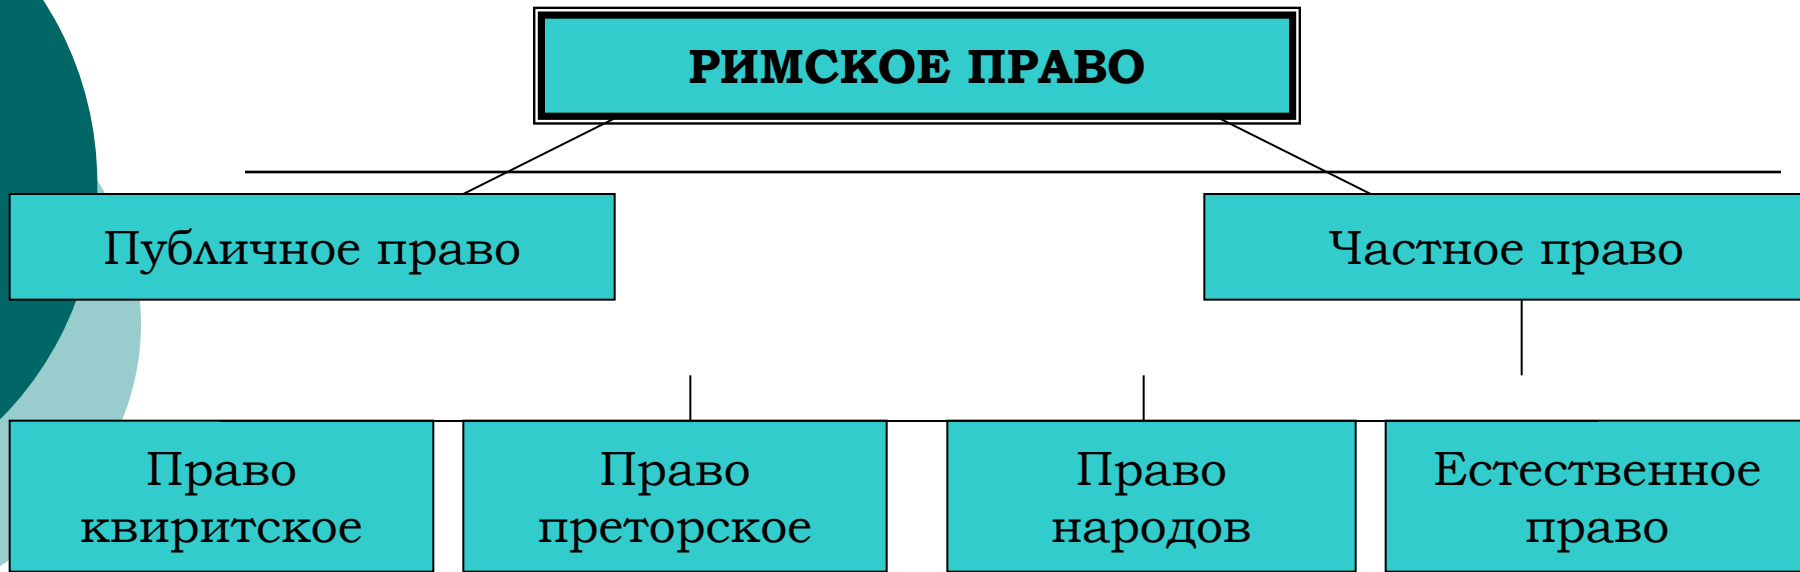 РИМСКОЕ ПРАВО
Публичное право
Частное право
Право
квиритское
Право
преторское
Право
народов
Естественное
право